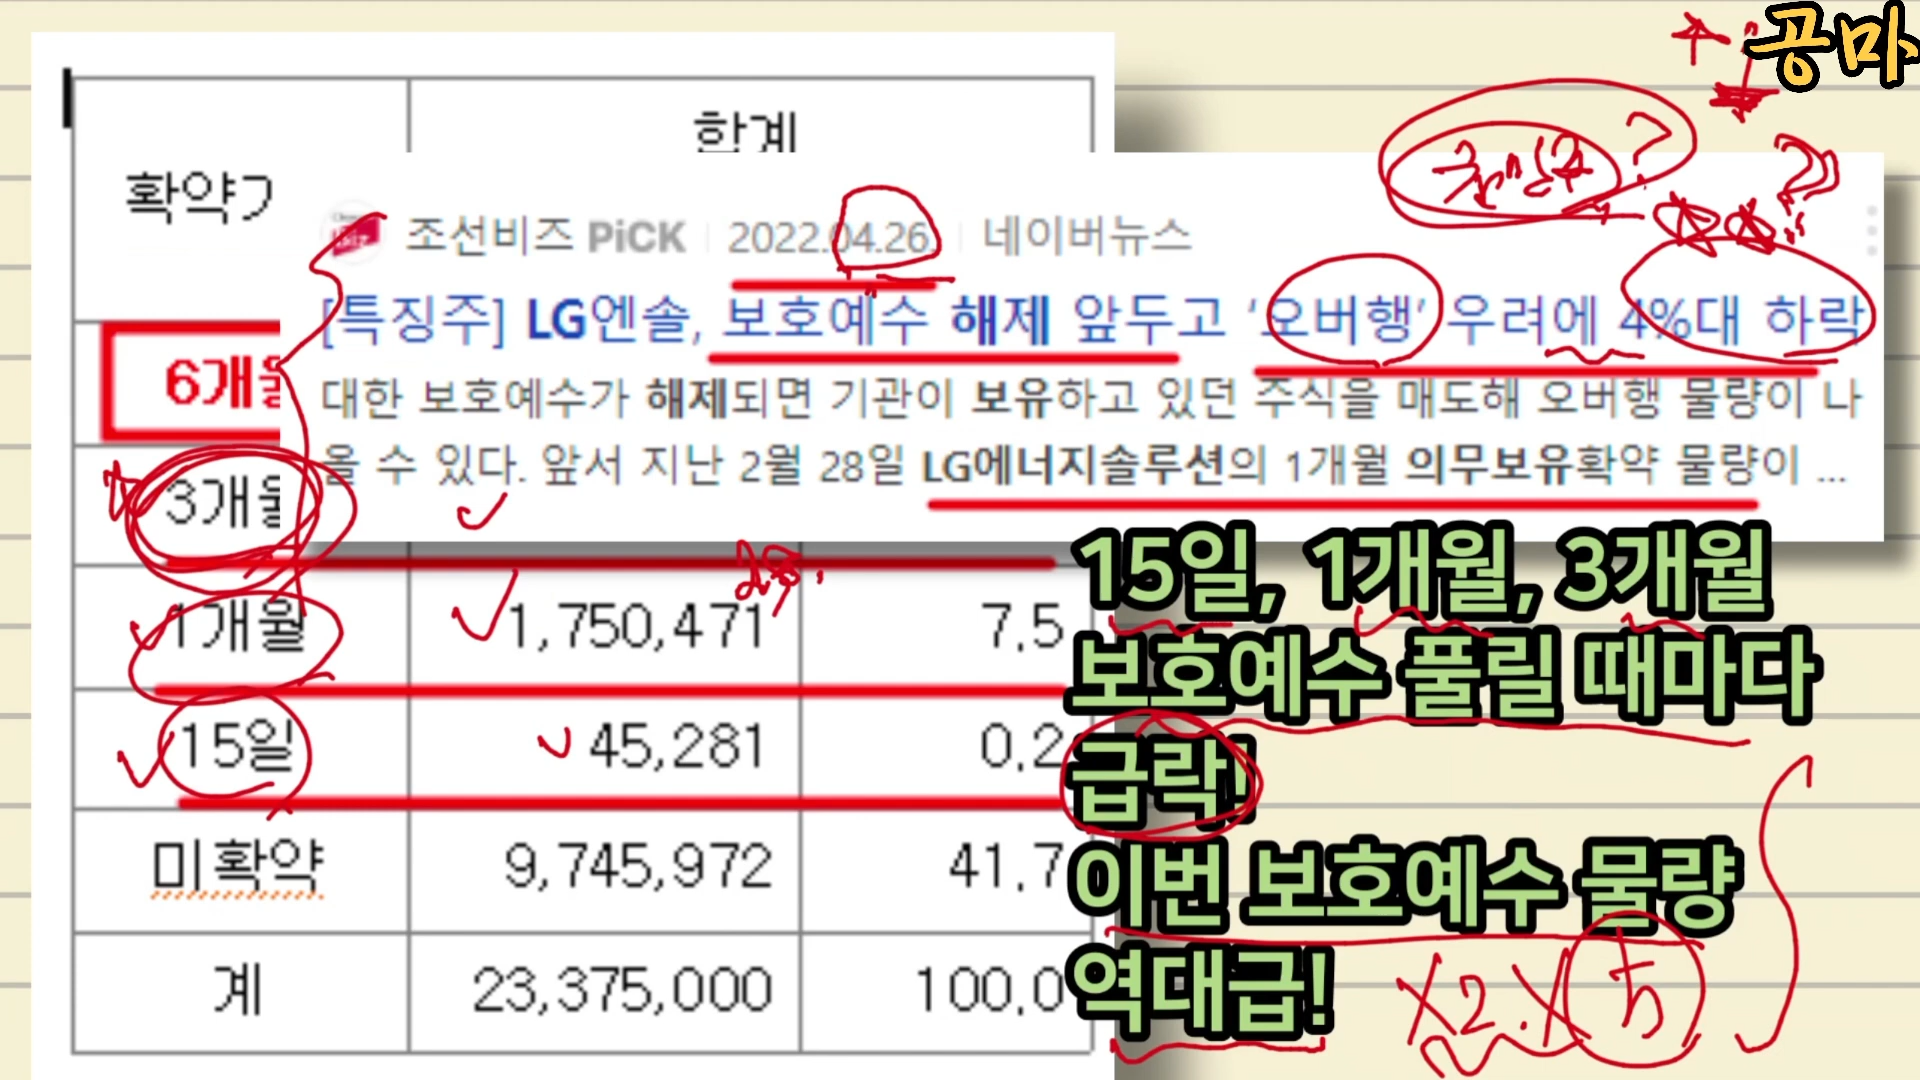 공마
합계
확약기
조선비즈 PiCK 2022.04.26. 네이버뉴스
[특징주] LG엔솔, 보호예수 해제 앞두고 '오버행' 우려에 4%대 하락
대한 보호예수가 해제되면 기관이 보유하고 있던 주식을 매도해 오버행 물량이 나
올 수 있다. 앞서 지난 2월 28일 LG에너지솔루션의 1개월 의무보유확약 물량이 ...
6개월
3개월
1개월 1,750,471 7.5
15일 45,281 0.2
미확약 9,745,972 41.7
계 23,375,000 100.0
15일, 1개월, 3개월
보호예수 풀릴 때마다
급락!
이번 보호예수 물량
역대급!